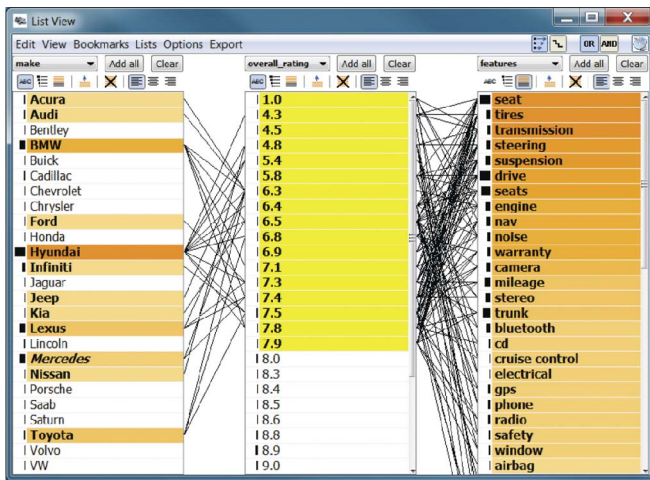 List View
Edit View Bookmarks Lists Options Export
OR AND
make Add all Clear
ABC
Acura
Audi
Bentley
BMW
Buick
Cadillac
Chevrolet
Chrysler
Ford
Honda
Hyundai
Infiniti
Jaguar
Jeep
Kia
Lexus
Lincoln
Mercedes
Nissan
Porsche
Saab
Saturn
Toyota
Volvo
VW
overall_rating Add all Clear
ABC
1.0
4.3
4.5
4.8
5.4
5.8
6.3
6.4
6.5
6.8
6.9
7.1
7.3
7.4
7.5
7.8
7.9
8.0
8.3
8.4
8.5
8.6
8.8
8.9
9.0
features Add all Clear
ABC
seat
tires
transmission
steering
suspension
drive
seats
engine
nav
noise
warranty
camera
mileage
stereo
trunk
bluetooth
cd
cruise control
electrical
gps
phone
radio
safety
window
airbag